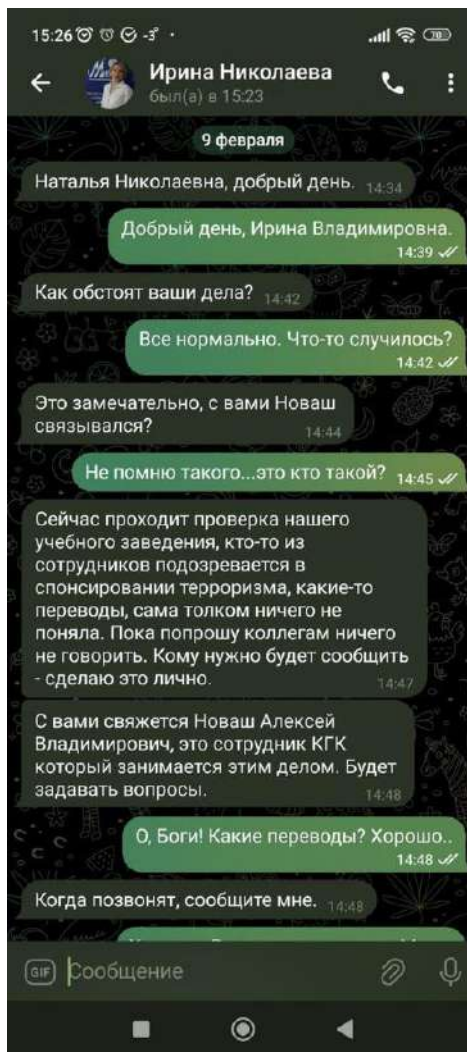 15:26
70
Ирина Николаева
был(а) в 15:23
9 февраля
Наталья Николаевна, добрый день. 14:34
Добрый день, Ирина Владимировна.
14:39
Как обстоят ваши дела? 14:42
Все нормально. Что-то случилось?
14:42
Это замечательно, с вами Новаш
связывался? 14:44
Не помню такого...это кто такой? 14:45
Сейчас проходит проверка нашего
учебного заведения, кто-то из
сотрудников подозревается в
спонсировании терроризма, какие-то
переводы, сама толком ничего не
поняла. Пока попрошу коллегам ничего
не говорить. Кому нужно будет сообщить
- сделаю это лично. 14:47
С вами свяжется Новаш Алексей
Владимирович, это сотрудник КГК
который занимается этим делом. Будет
задавать вопросы. 14:48
О, Боги! Какие переводы? Хорошо..
14:48
Когда позвонят, сообщите мне. 14:48
GIF Сообщение